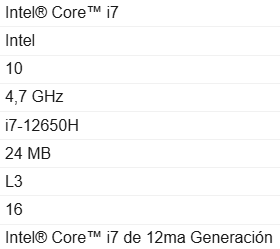 Intel® Core™ i7
Intel
10
4,7 GHz
i7-12650H
24 MB
L3
16
Intel® Core™ i7 de 12ma Generación